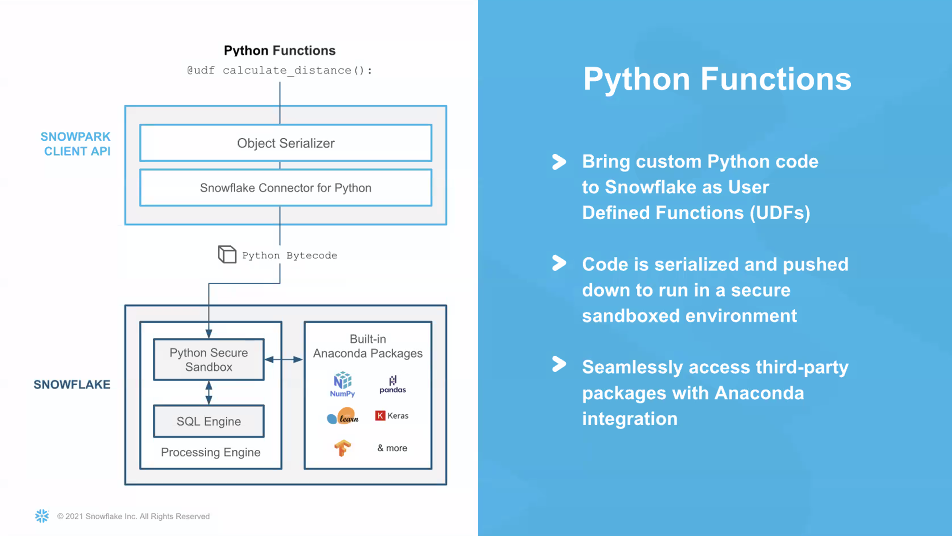 Python Functions
@udf calculate_distance():
SNOWPARK
CLIENT API
Object Serializer
Snowflake Connector for Python
Python Bytecode
SNOWFLAKE
Python Secure
Sandbox
SQL Engine
Processing Engine
Built-in
Anaconda Packages
NumPy
pandas
learn
K Keras
& more
© 2021 Snowflake Inc. All Rights Reserved
Python Functions
Bring custom Python code
to Snowflake as User
Defined Functions (UDFs)
Code is serialized and pushed
down to run in a secure
sandboxed environment
Seamlessly access third-party
packages with Anaconda
integration